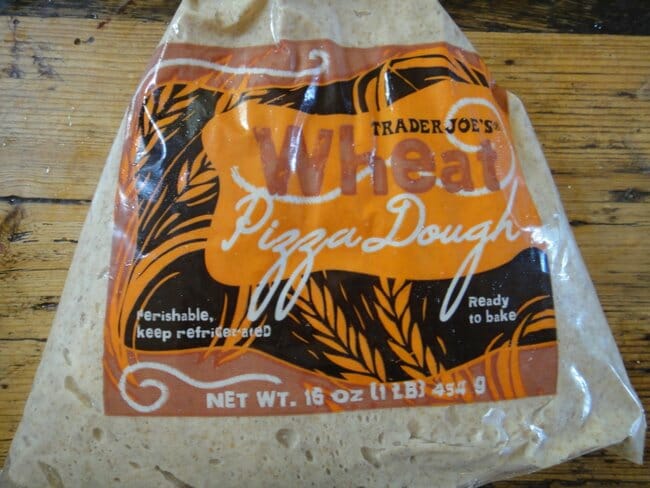 TRADER JOE'S®
Wheat
Pizza Dough
Perishable,
keep refrigerated
Ready
to bake
NET WT. 16 OZ (1 LB) 454 g